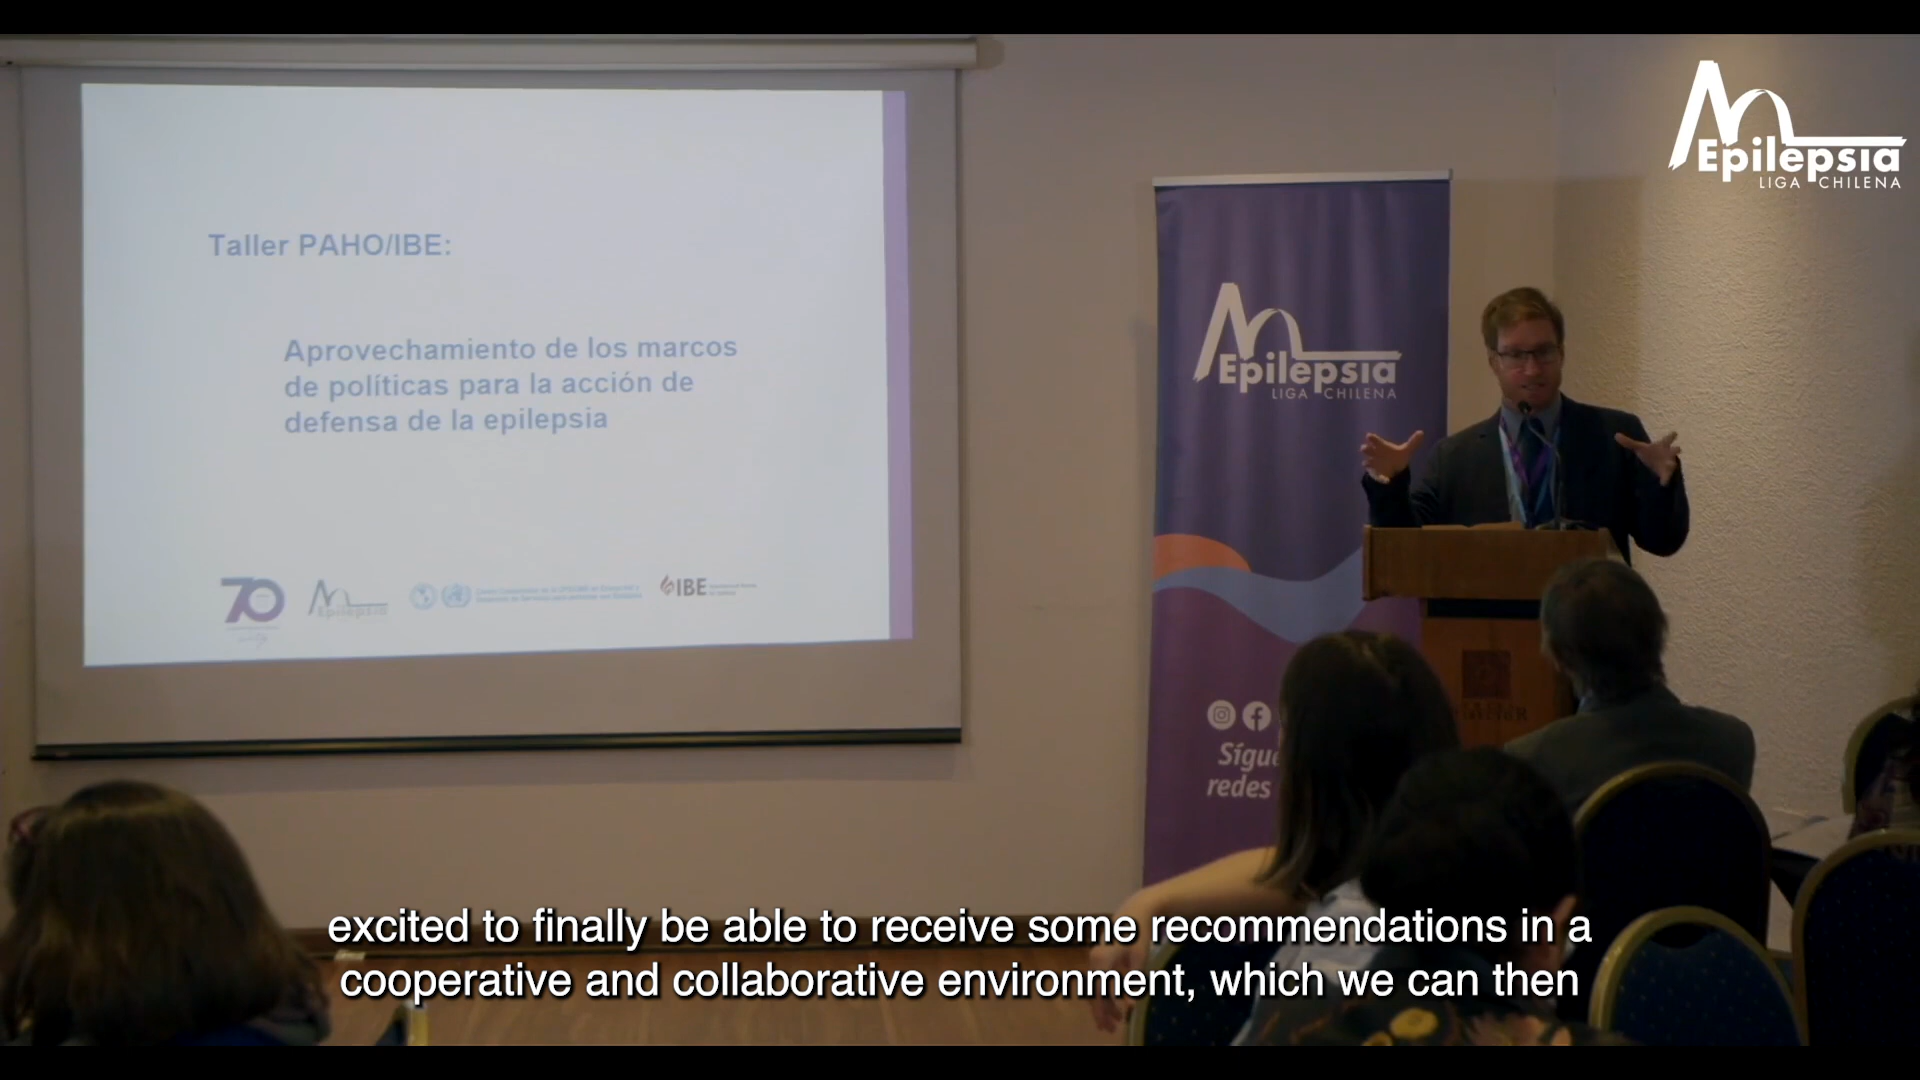 Taller PAHO/IBE:
Aprovechamiento de los marcos
de políticas para la acción de
defensa de la epilepsia
70
Epilepsia
IBE
Epilepsia
LIGA CHILENA
Epilepsia
LIGA CHILENA
Sígue
redes
excited to finally be able to receive some recommendations in a
cooperative and collaborative environment, which we can then